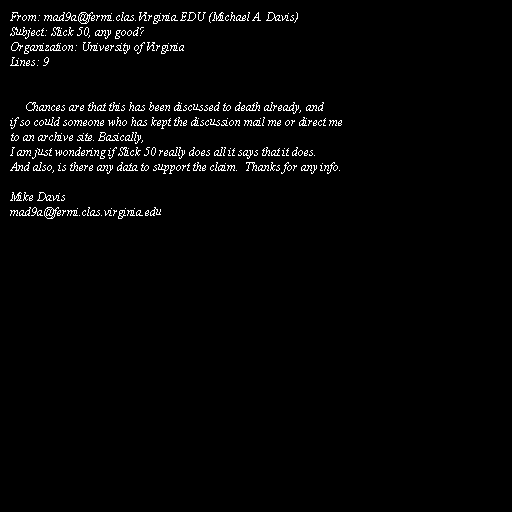 From: mad9a@fermi.clas.Virginia.EDU (Michael A. Davis)
Subject: Slick 50, any good?
Organization: University of Virginia
Lines: 9

Chances are that this has been discussed to death already, and
if so could someone who has kept the discussion mail me or direct me
to an archive site. Basically,
I am just wondering if Slick 50 really does all it says that it does.
And also, is there any data to support the claim.  Thanks for any info.

Mike Davis
mad9a@fermi.clas.virginia.edu